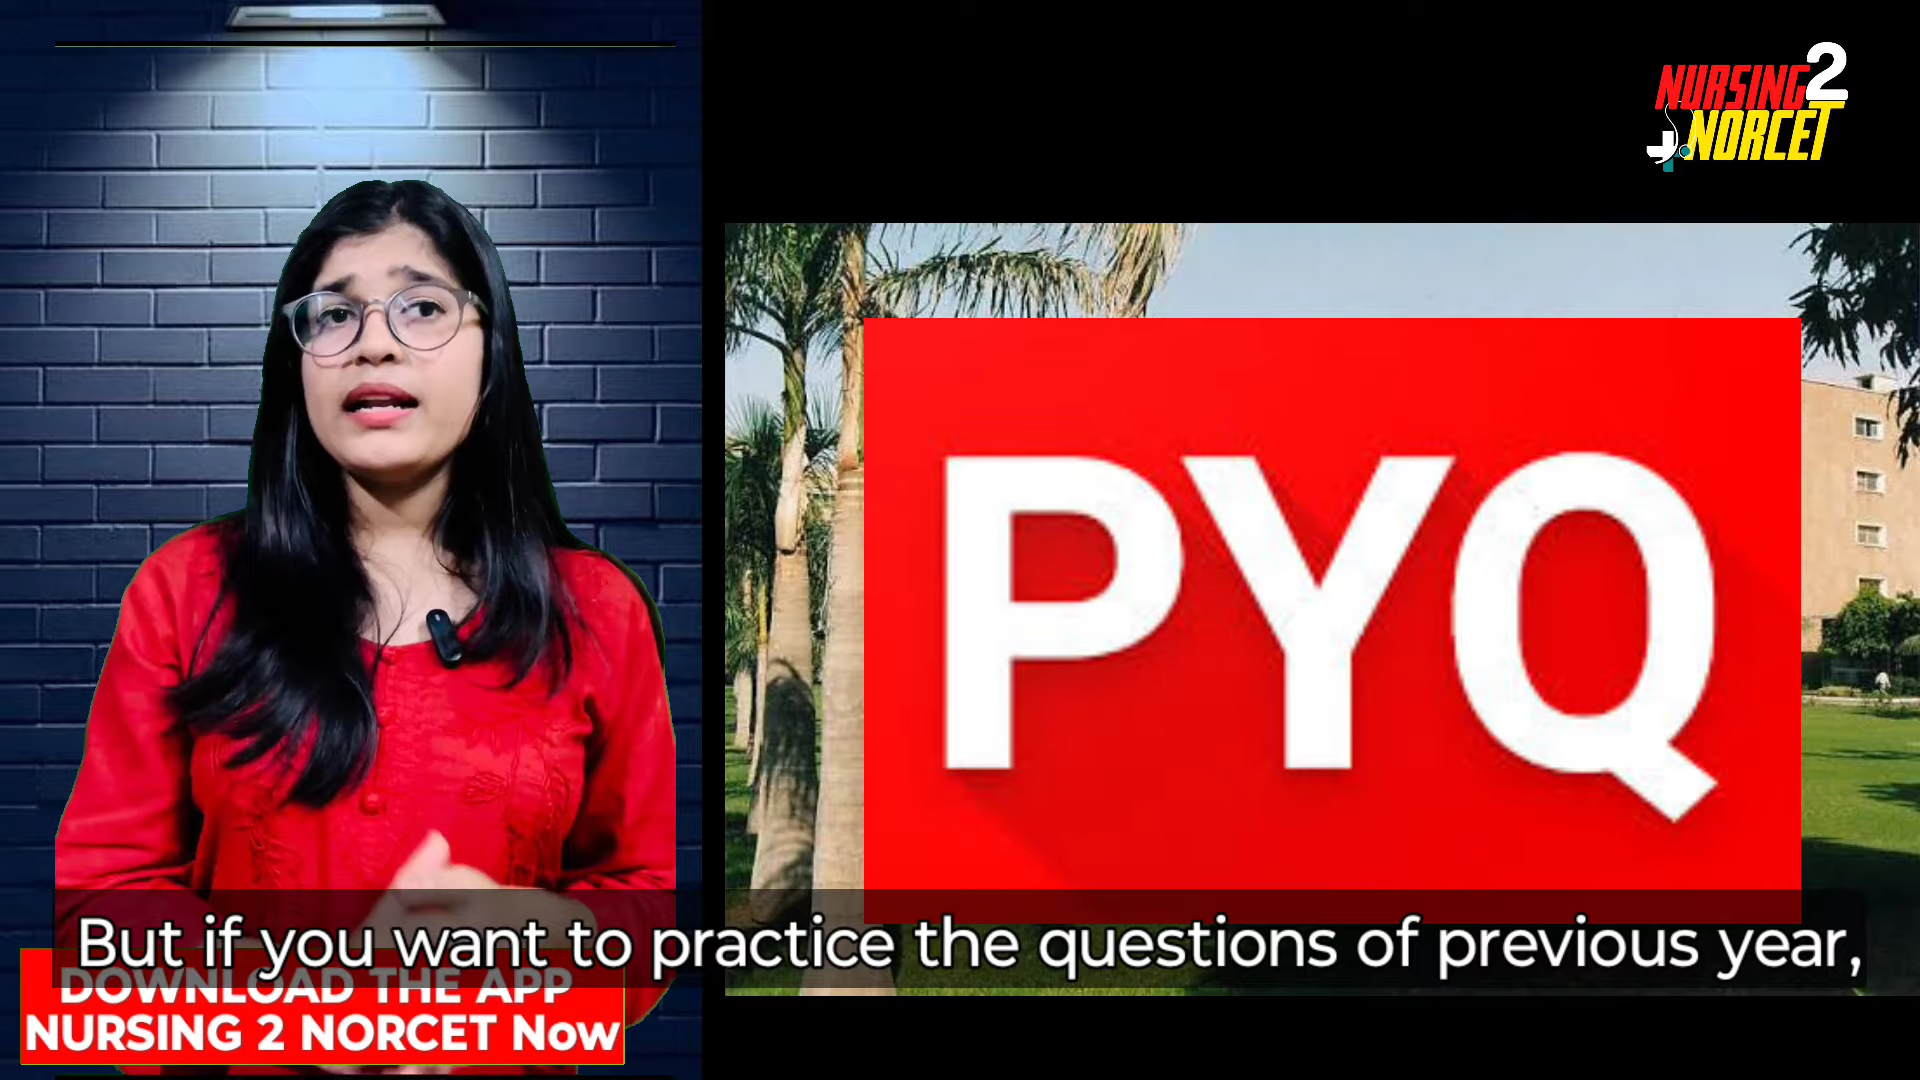 NURSING 2
NORCET
PYQ
But if you want to practice the questions of previous year,
DOWNLOAD THE APP
NURSING 2 NORCET Now